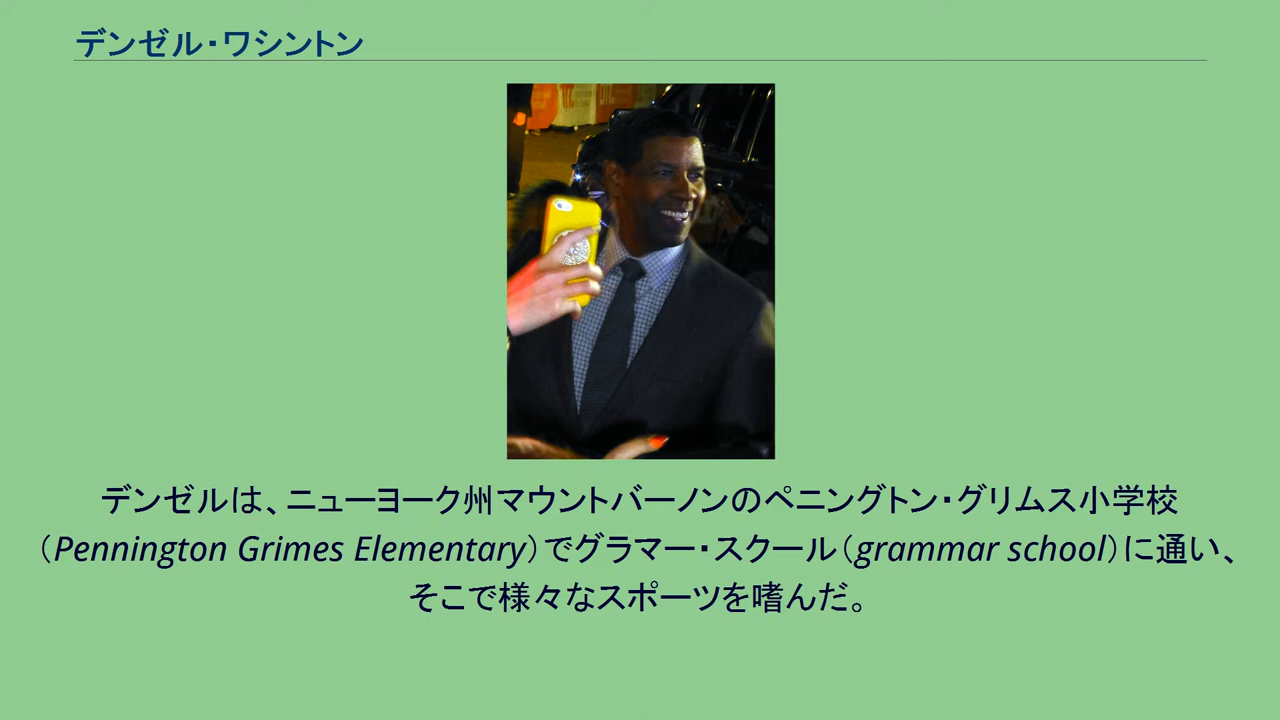 デンゼル・ワシントン
デンゼルは、ニューヨーク州マウントバーノンのペニングトン・グリムス小学校
（Pennington Grimes Elementary）でグラマー・スクール（grammar school）に通い、
そこで様々なスポーツを嗜んだ。